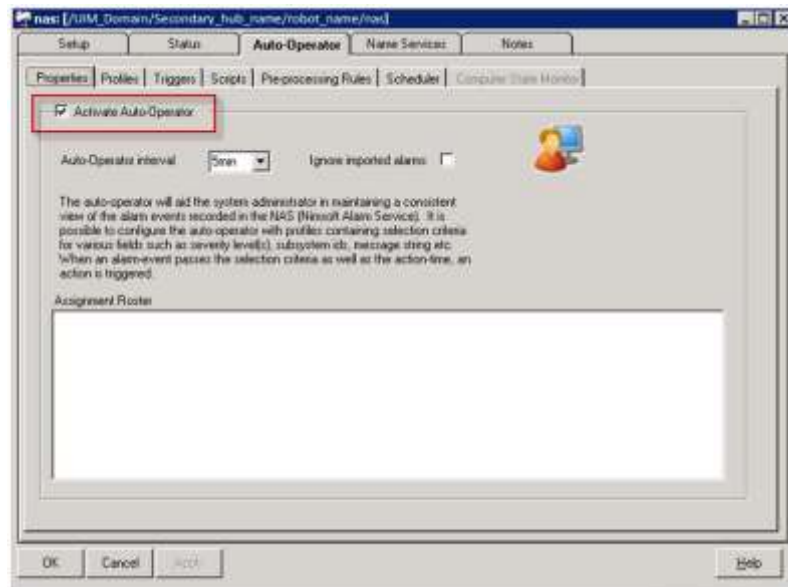 nas: [/UIM_Domain/Secondary_hub_name/robot_name/nas]
Setup Status Auto-Operator Name Services Notes
Properties Profiles Triggers Scripts Pre-processing Rules Scheduler Computer State Monitor
Activate Auto-Operator
Auto-Operator interval 5min Ignore imported alarms
The auto-operator will aid the system administrator in maintaining a consistent
view of the alarm events recorded in the NAS (Nimsoft Alarm Service). It is
possible to configure the auto-operator with profiles containing selection criteria
for various fields such as severity level(s), subsystem ids, message string etc.
When an alarm-event passes the selection criteria as well as the action-time, an
action is triggered.
Assignment Roster
OK Cancel Apply Help